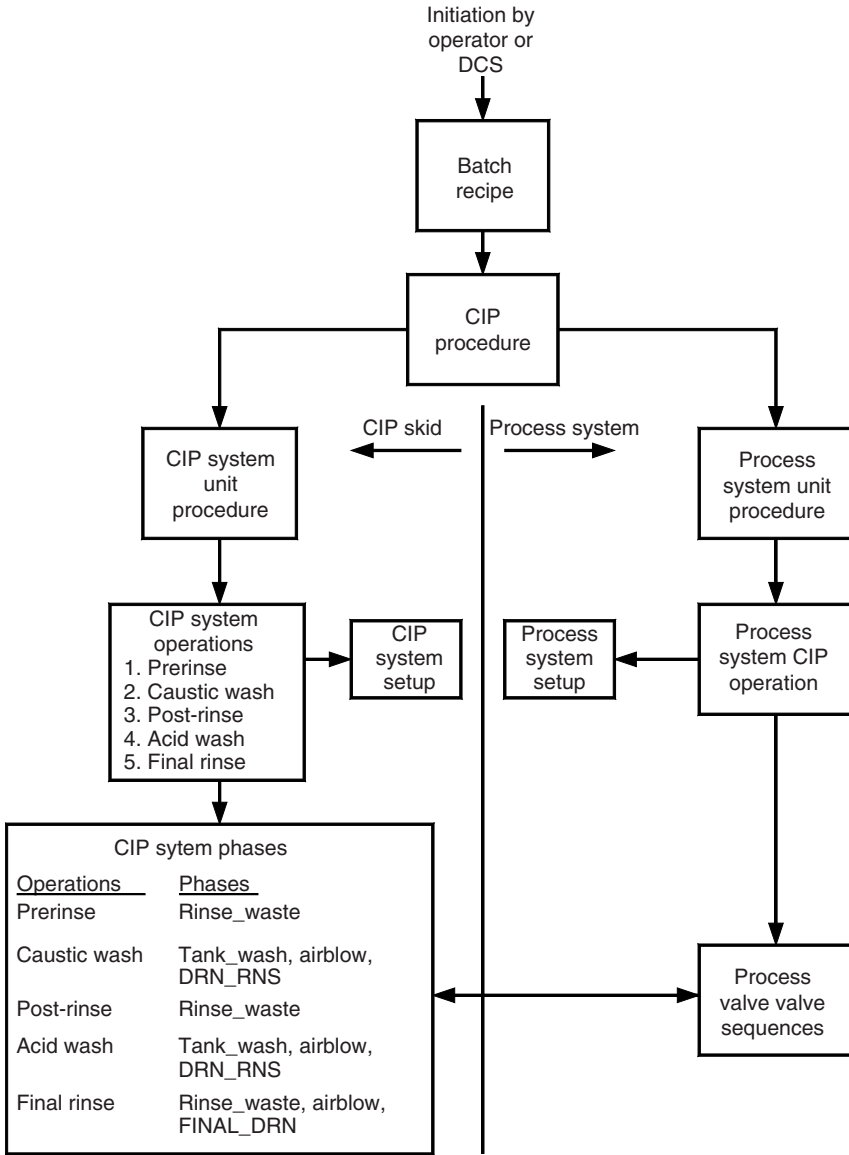 Initiation by
operator or
DCS
Batch
recipe
CIP
procedure
CIP skid
Process system
CIP system
unit
procedure
Process
system unit
procedure
CIP system
operations
1. Prerinse
2. Caustic wash
3. Post-rinse
4. Acid wash
5. Final rinse
CIP
system
setup
Process
system
setup
Process
system CIP
operation
CIP sytem phases
Operations Phases
Prerinse Rinse_waste
Caustic wash Tank_wash, airblow,
DRN_RNS
Post-rinse Rinse_waste
Acid wash Tank_wash, airblow,
DRN_RNS
Final rinse Rinse_waste, airblow,
FINAL_DRN
Process
valve valve
sequences